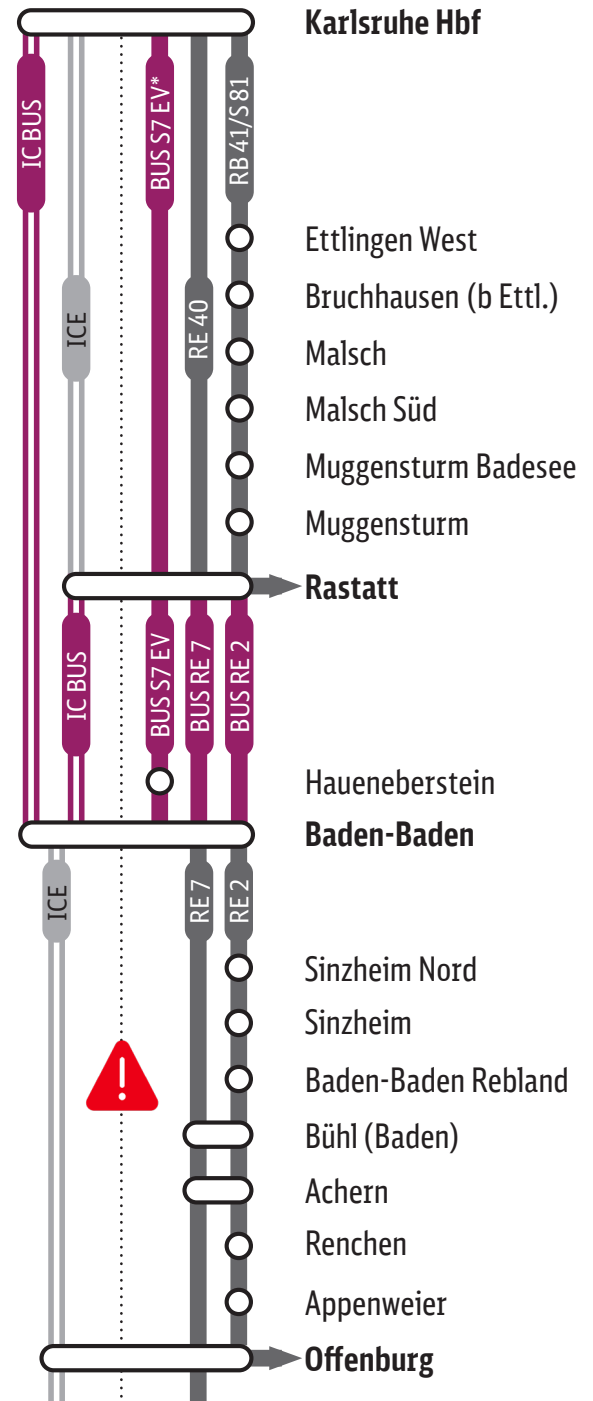 Karlsruhe Hbf
IC BUS
BUS S7 EV*
RB 41/S 81
Ettlingen West
ICE
RE 40
Bruchhausen (b Ettl.)
Malsch
Malsch Süd
Muggensturm Badesee
Muggensturm
Rastatt
IC BUS
BUS S7 EV
BUS RE 7
BUS RE 2
Haueneberstein
Baden-Baden
ICE
RE 7
RE 2
Sinzheim Nord
Sinzheim
!
Baden-Baden Rebland
Bühl (Baden)
Achern
Renchen
Appenweier
Offenburg